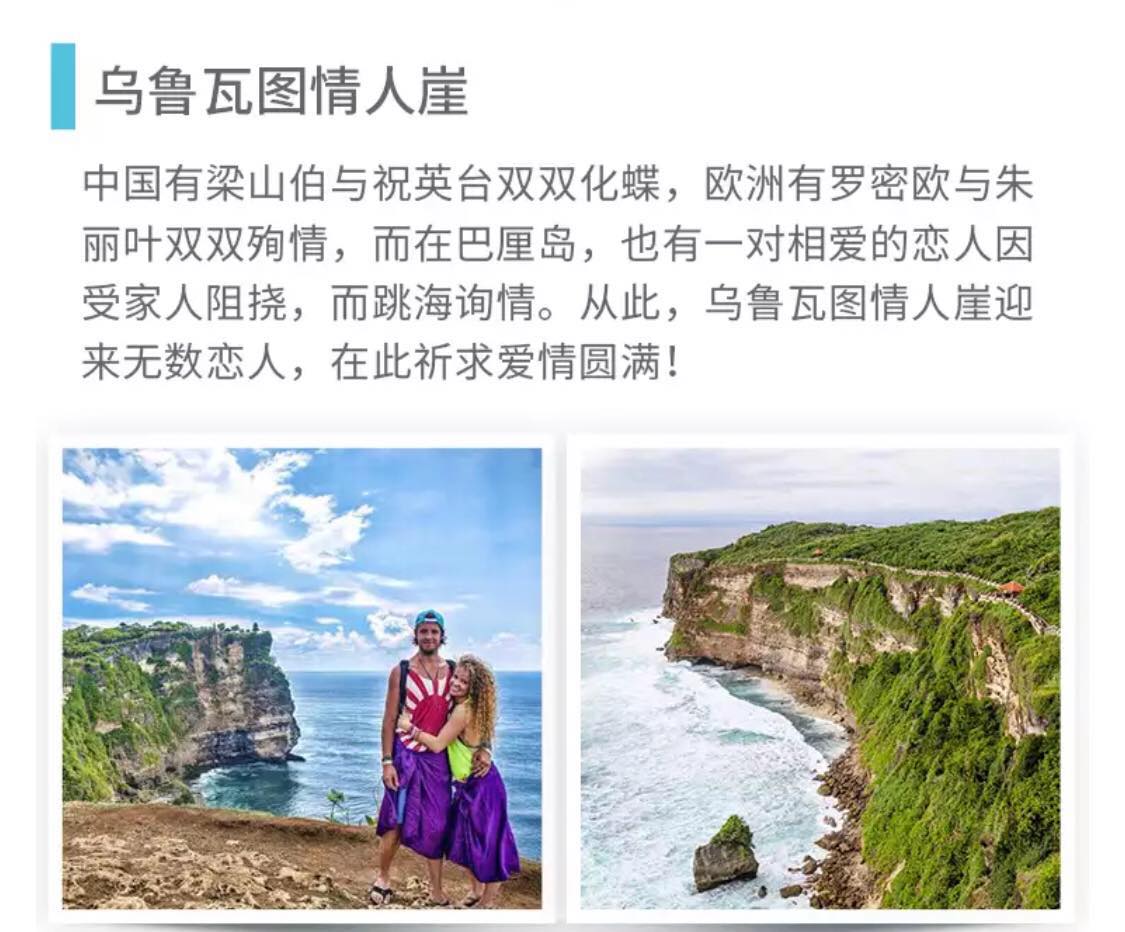 乌鲁瓦图情人崖
中国有梁山伯与祝英台双双化蝶，欧洲有罗密欧与朱
丽叶双双殉情，而在巴厘岛，也有一对相爱的恋人因
受家人阻挠，而跳海询情。从此，乌鲁瓦图情人崖迎
来无数恋人，在此祈求爱情圆满！